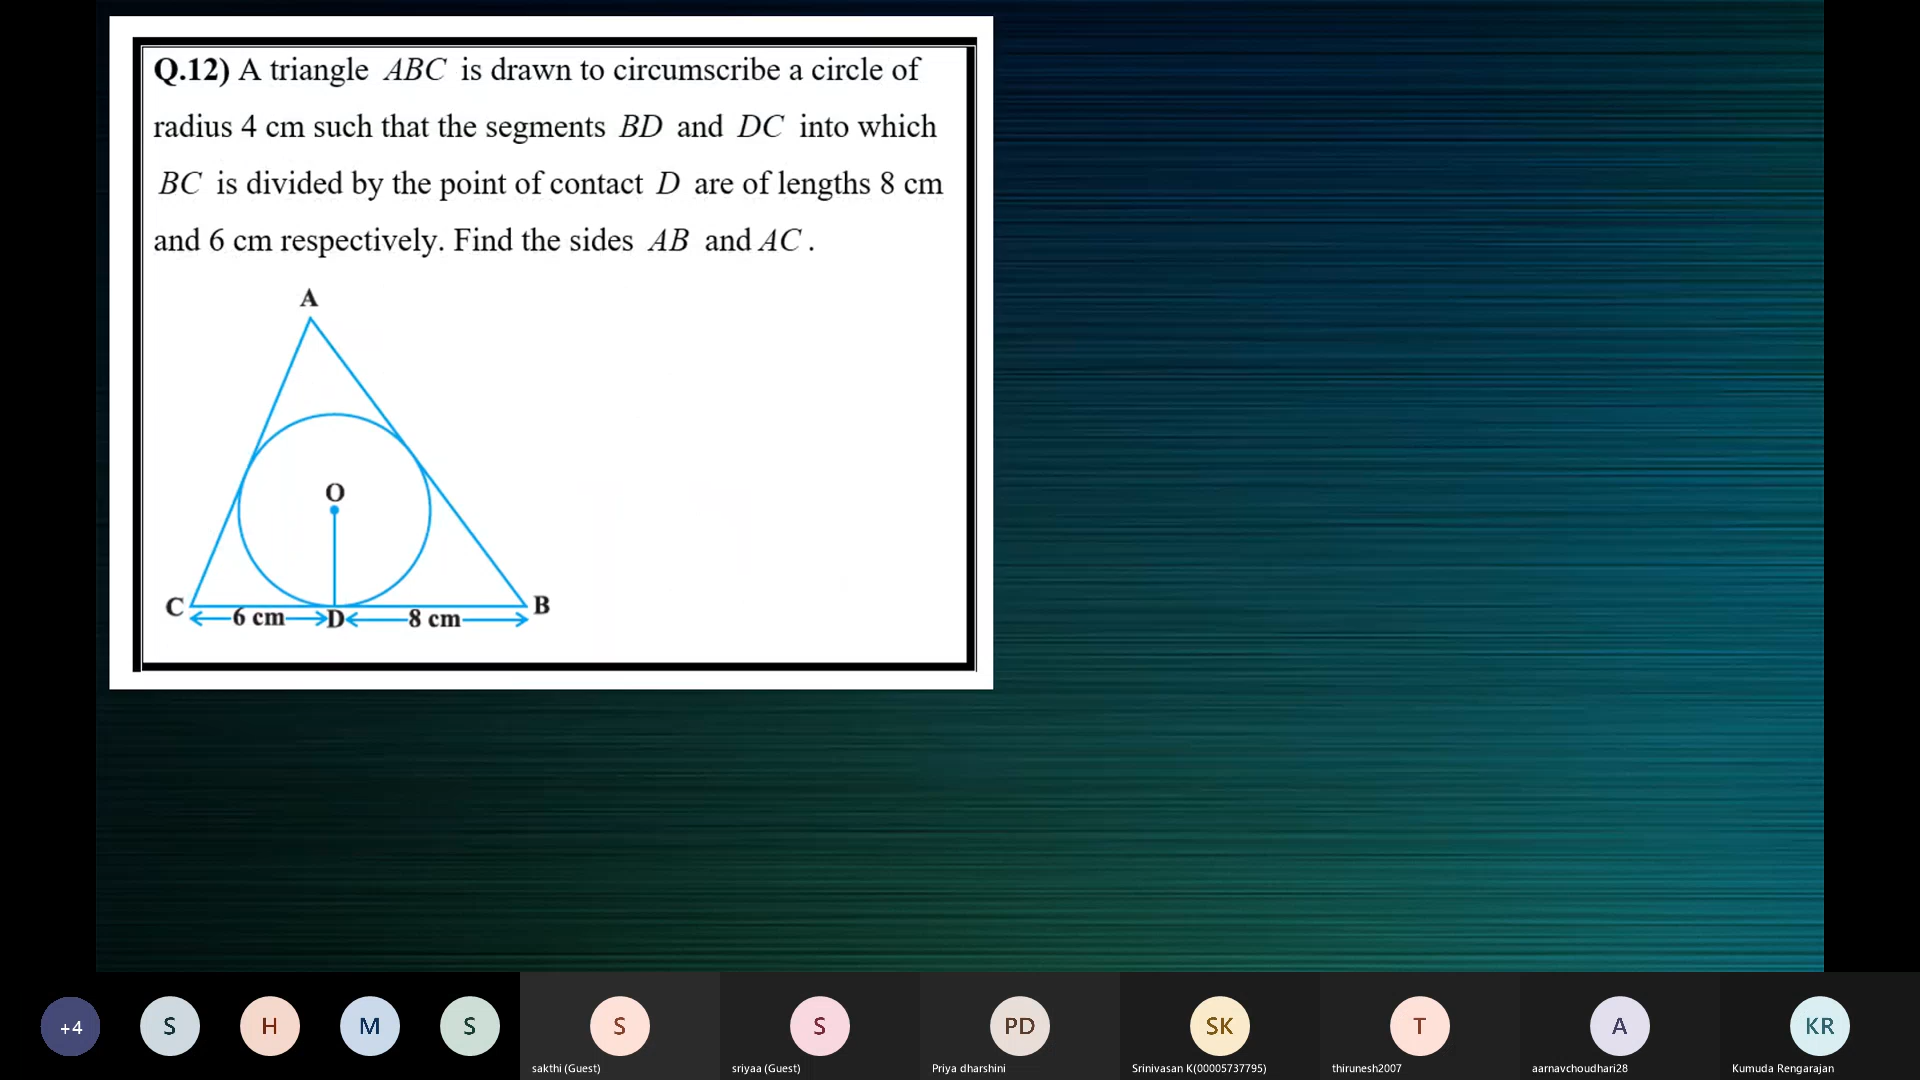 Q.12) A triangle ABC is drawn to circumscribe a circle of
radius 4 cm such that the segments BD and DC into which
BC is divided by the point of contact D are of lengths 8 cm
and 6 cm respectively. Find the sides AB and AC.
A
O
C
B
6 cm
D
8 cm
+4
S
H
M
S
S
S
PD
SK
T
A
KR
sakthi (Guest)
sriyaa (Guest)
Priya dharshini
Srinivasan K(00005737795)
thirunesh2007
aarnavchoudhari28
Kumuda Rengarajan